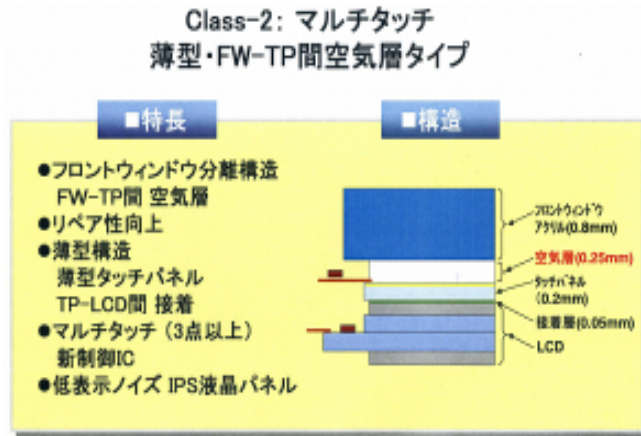 Class-2: マルチタッチ
薄型・FW-TP間空気層タイプ
■特長
●フロントウィンドウ分離構造
FW-TP間 空気層
●リペア性向上
●薄型構造
薄型タッチパネル
TP-LCD間 接着
●マルチタッチ（3点以上）
新制御IC
●低表示ノイズ IPS液晶パネル
■構造
フロントウィンドウ
アクリル(0.8mm)
空気層(0.25mm)
タッチパネル
(0.2mm)
接着層(0.05mm)
LCD